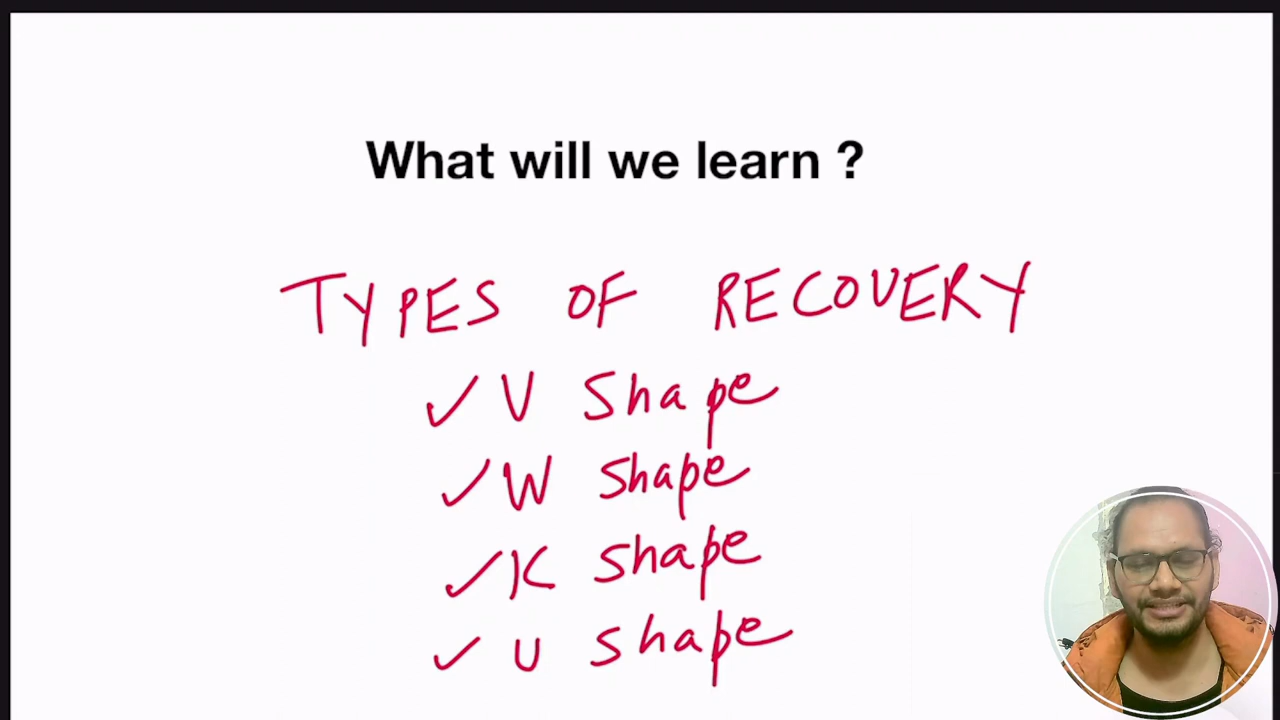 What will we learn ?
TYPES OF RECOVERY
✓ V Shape
✓ W Shape
✓ K Shape
✓ U Shape